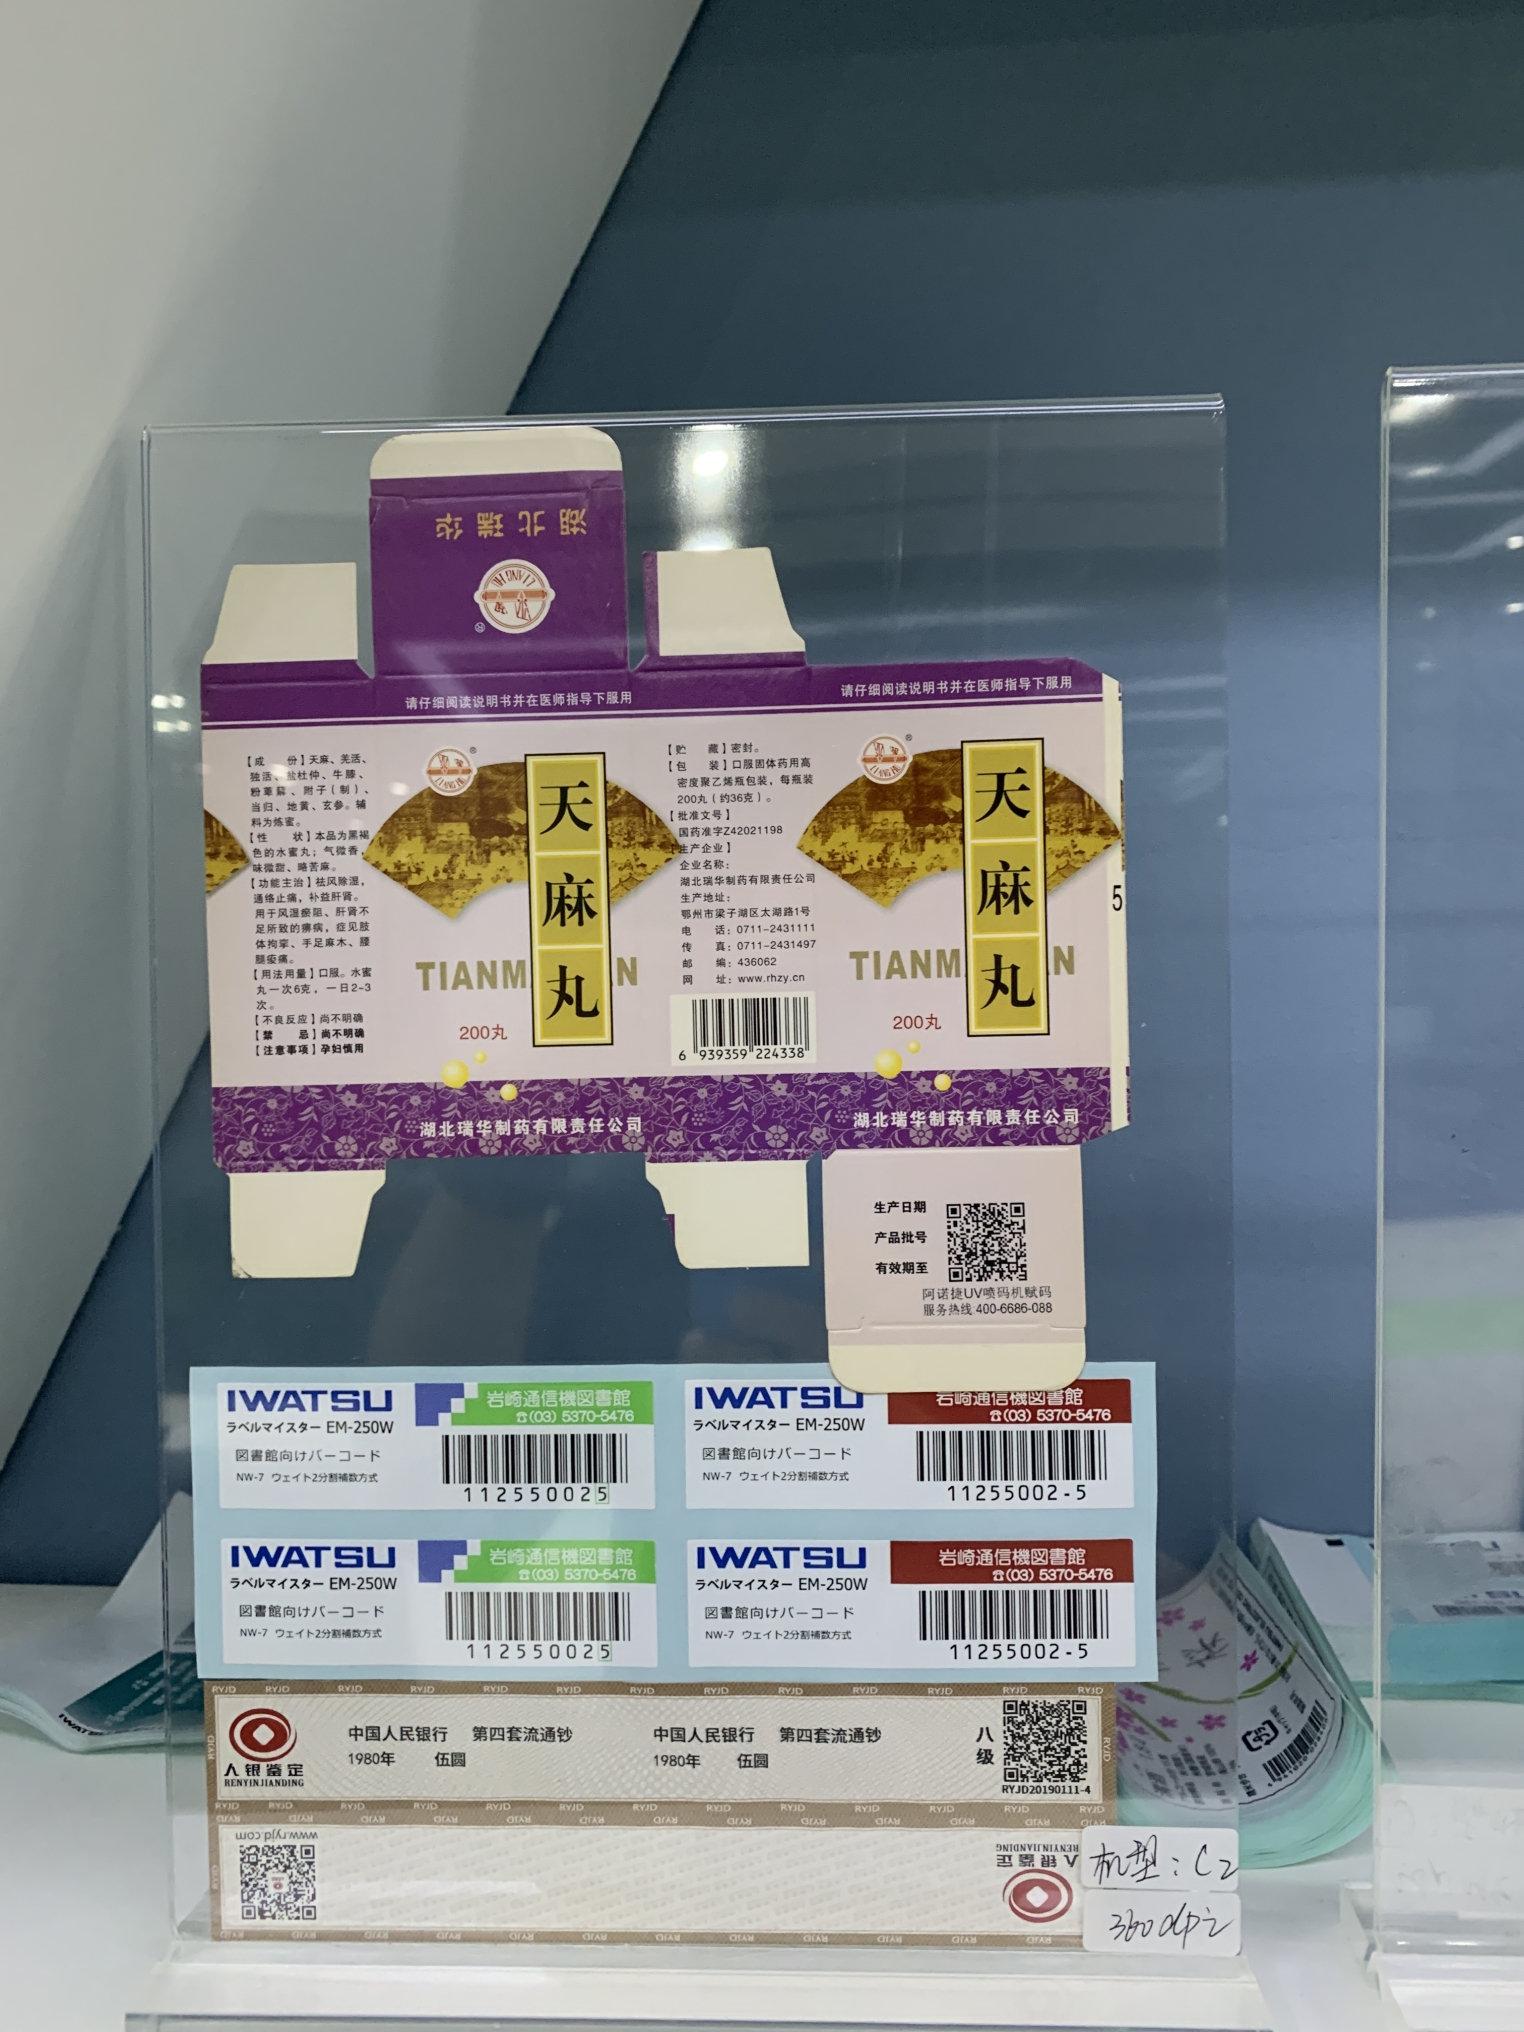 湖北瑞华
LIANG HU
请仔细阅读说明书并在医师指导下服用
请仔细阅读说明书并在医师指导下服用
【成　　份】天麻、羌活、
独活、盐杜仲、牛膝、
粉萆薢、附子(制)、
当归、地黄、玄参。辅
料为炼蜜。
【性　　状】本品为黑褐
色的水蜜丸；气微香，
味微甜、略苦麻。
【功能主治】祛风除湿，
通络止痛，补益肝肾。
用于风湿瘀阻、肝肾不
足所致的痹病，症见肢
体拘挛、手足麻木、腰
腿痠痛。
【用法用量】口服。水蜜
丸一次6克，一日2-3
次。
【不良反应】尚不明确
【禁　　忌】尚不明确
【注意事项】孕妇慎用
天麻丸
200丸
湖北瑞华制药有限责任公司
【贮　　藏】密封。
【包　　装】口服固体药用高
密度聚乙烯瓶包装，每瓶装
200丸（约36克）。
【批准文号】
国药准字Z42021198
【生产企业】
企业名称：
湖北瑞华制药有限责任公司
生产地址：
鄂州市梁子湖区太湖路1号
电　　话：0711-2431111
传　　真：0711-2431497
邮　　编：436062
网　　址：www.rhzy.cn
6 939359 224338
天麻丸
200丸
湖北瑞华制药有限责任公司
5
生产日期
产品批号
有效期至
阿诺捷UV喷码机赋码
服务热线:400-6686-088
IWATSU
ラベルマイスター EM-250W
岩崎通信機図書館
☎(03) 5370-5476
図書館向けバーコード
NW-7 ウェイト2分割補数方式
112550025
IWATSU
ラベルマイスター EM-250W
岩崎通信機図書館
☎(03) 5370-5476
図書館向けバーコード
NW-7 ウェイト2分割補数方式
11255002-5
IWATSU
ラベルマイスター EM-250W
岩崎通信機図書館
☎(03) 5370-5476
図書館向けバーコード
NW-7 ウェイト2分割補数方式
112550025
IWATSU
ラベルマイスター EM-250W
岩崎通信機図書館
☎(03) 5370-5476
図書館向けバーコード
NW-7 ウェイト2分割補数方式
11255002-5
RYJD RYJD RYJD RYJD RYJD RYJD RYJD RYJD RYJD RYJD RYJD RYJD RYJD
人银鉴定
RENYINJIANDING
中国人民银行　第四套流通钞
1980年　伍圆
中国人民银行　第四套流通钞
1980年　伍圆
八级
RYJD20190111-4
www.ryjd.com
人银鉴定
RENYINJIANDING
机型：C2
360dpi